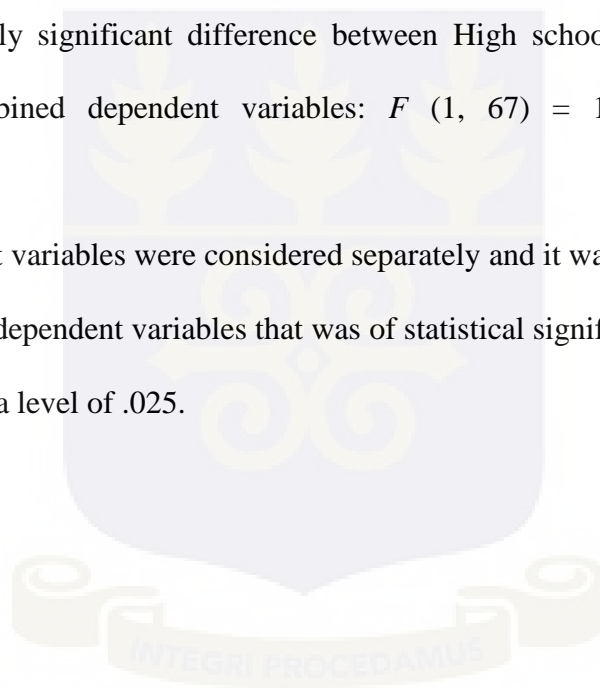 ly significant difference between High schoo
bined dependent variables: F (1, 67) =
t variables were considered separately and it wa
dependent variables that was of statistical signif
a level of .025.
INTEGRI PROCEDAMUS